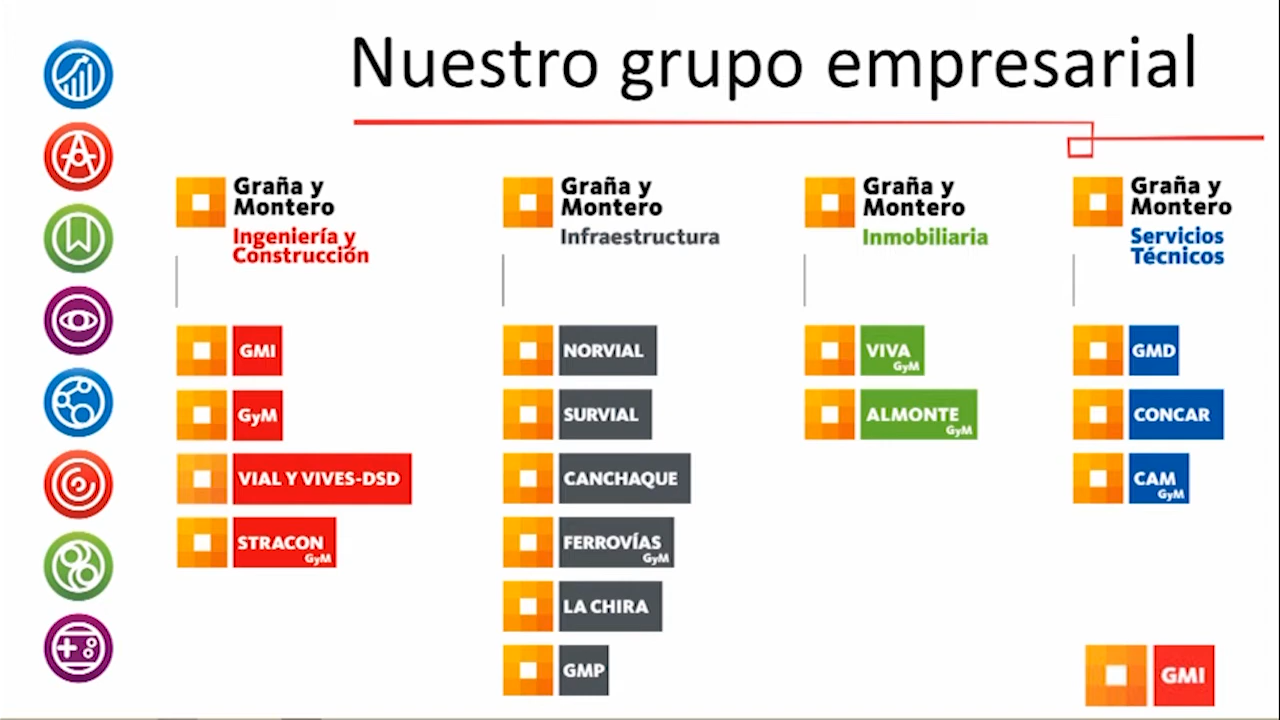 Nuestro grupo empresarial
Graña y
Montero
Ingeniería y
Construcción
GMI
GyM
VIAL Y VIVES-DSD
STRACON
GyM
Graña y
Montero
Infraestructura
NORVIAL
SURVIAL
CANCHAQUE
FERROVÍAS
GyM
LA CHIRA
GMP
Graña y
Montero
Inmobiliaria
VIVA
GyM
ALMONTE
GyM
Graña y
Montero
Servicios
Técnicos
GMD
CONCAR
CAM
GyM
GMI